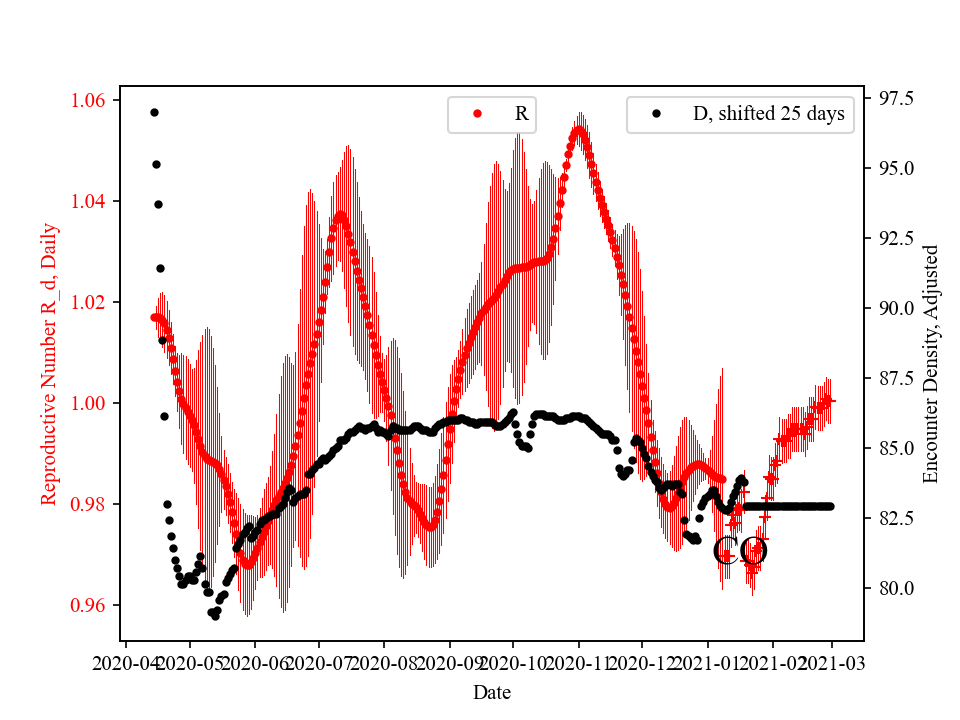 R
D, shifted 25 days
1.06
1.04
1.02
1.00
0.98
0.96
Reproductive Number R_d, Daily
97.5
95.0
92.5
90.0
87.5
85.0
82.5
80.0
Encounter Density, Adjusted
C O
2020-04 2020-05 2020-06 2020-07 2020-08 2020-09 2020-10 2020-11 2020-12 2021-01 2021-02 2021-03
Date